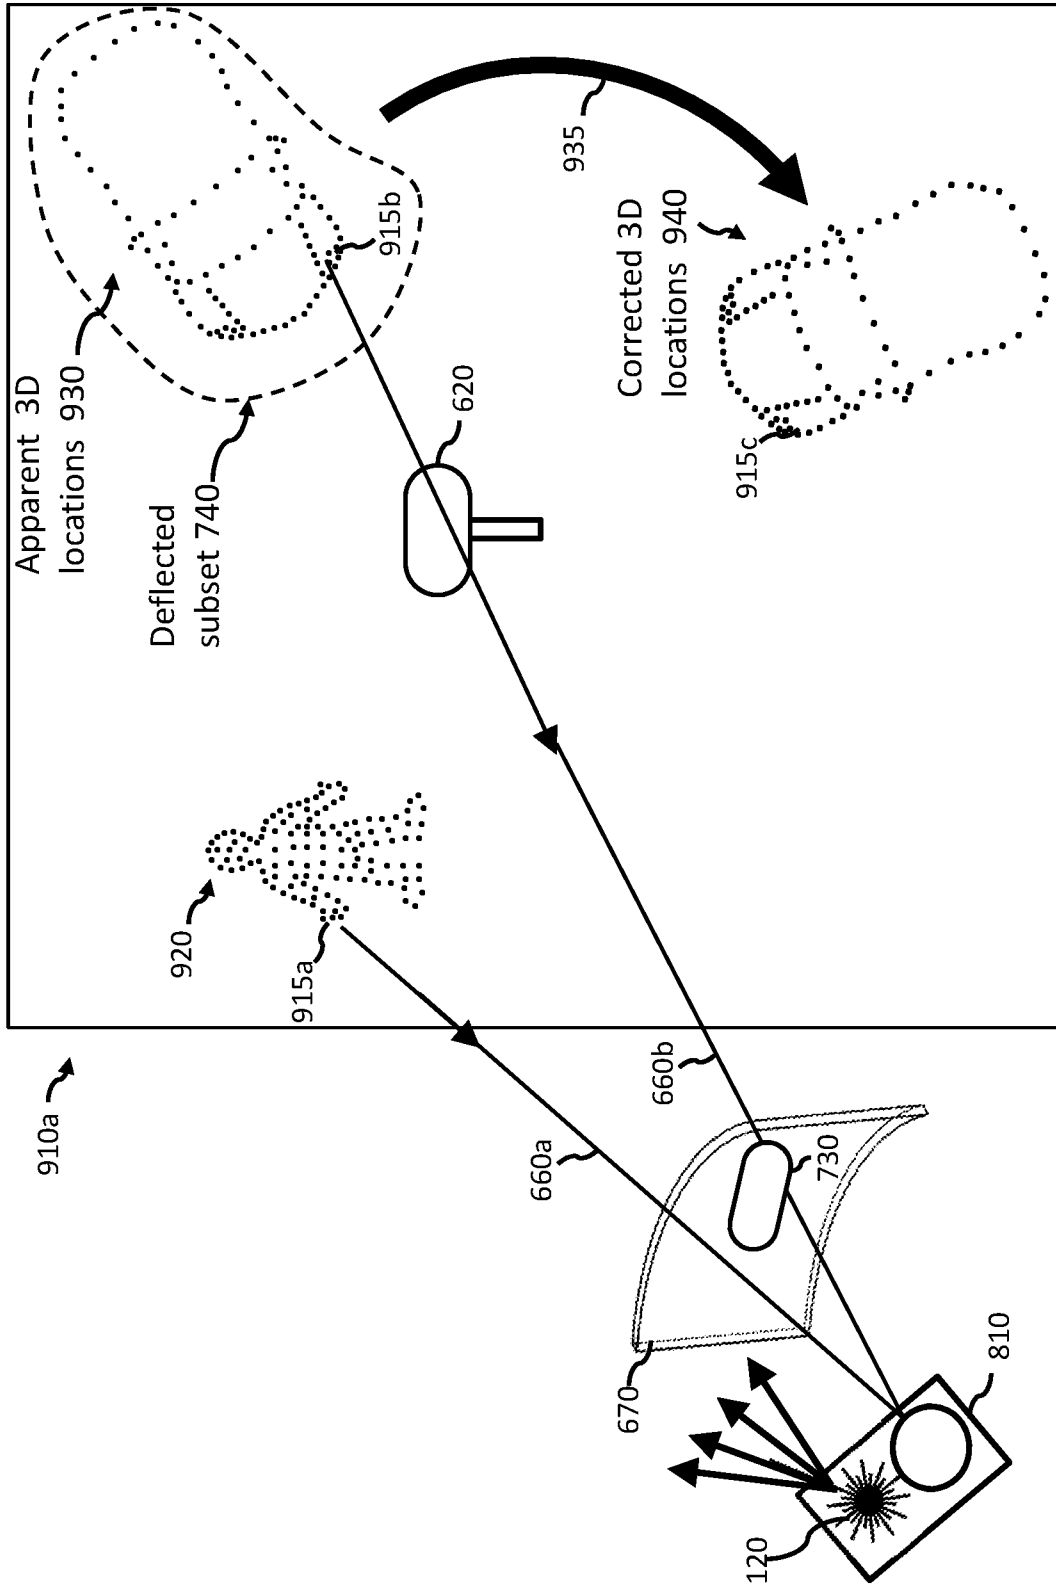 910a
920
915a
Apparent 3D
locations 930
Deflected
subset 740
915b
620
935
Corrected 3D
locations 940
915c
660a
660b
670
730
120
810